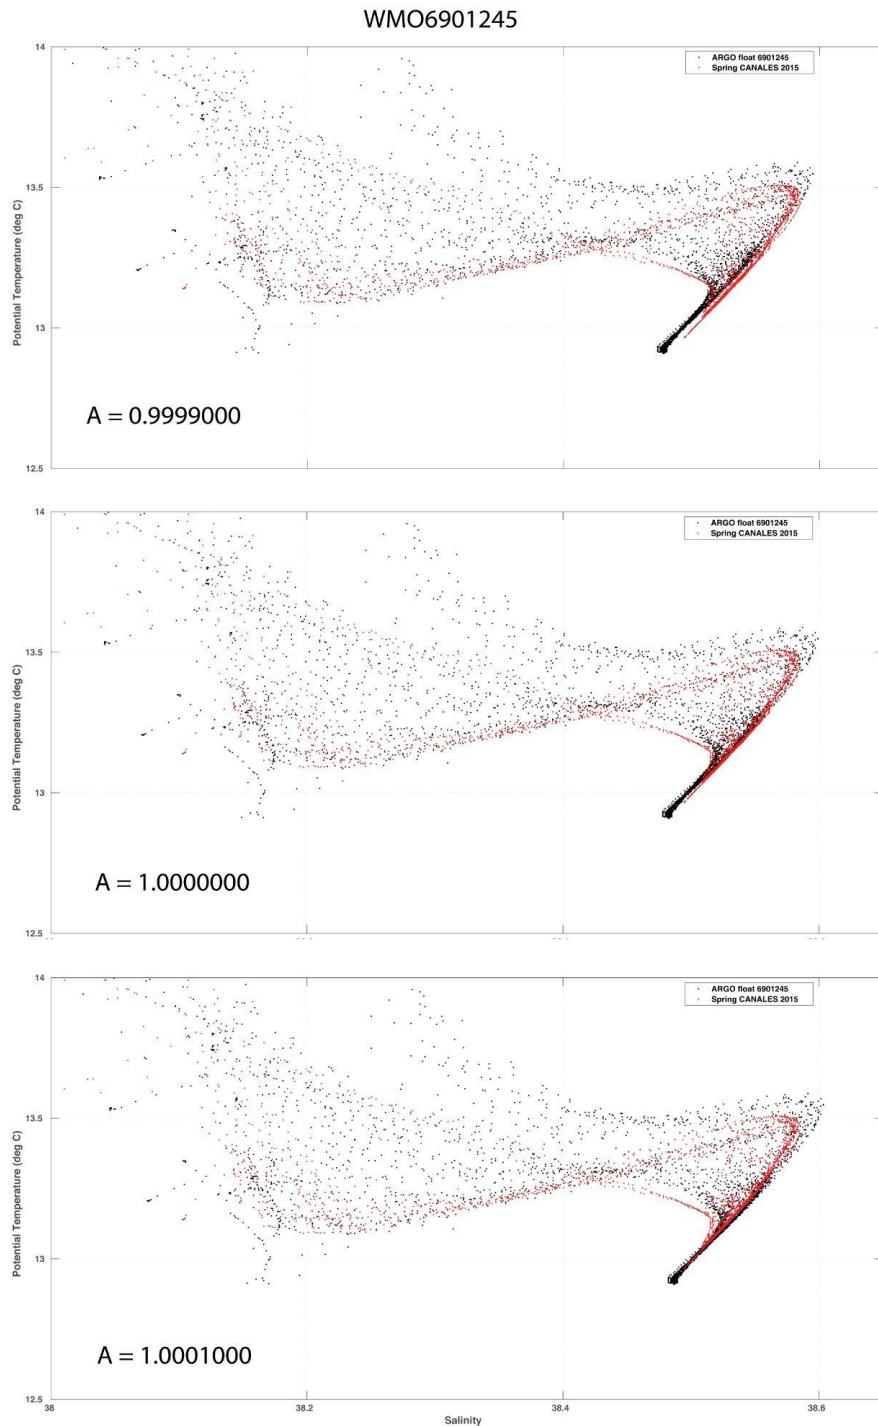 WMO6901245
14
ARGO float 6901245
Spring CANALES 2015
13.5
Potential Temperature (deg C)
13
A = 0.9999000
12.5
14
ARGO float 6901245
Spring CANALES 2015
13.5
Potential Temperature (deg C)
13
A = 1.0000000
12.5
14
ARGO float 6901245
Spring CANALES 2015
13.5
Potential Temperature (deg C)
13
A = 1.0001000
12.5
38 38.2 38.4 38.6
Salinity